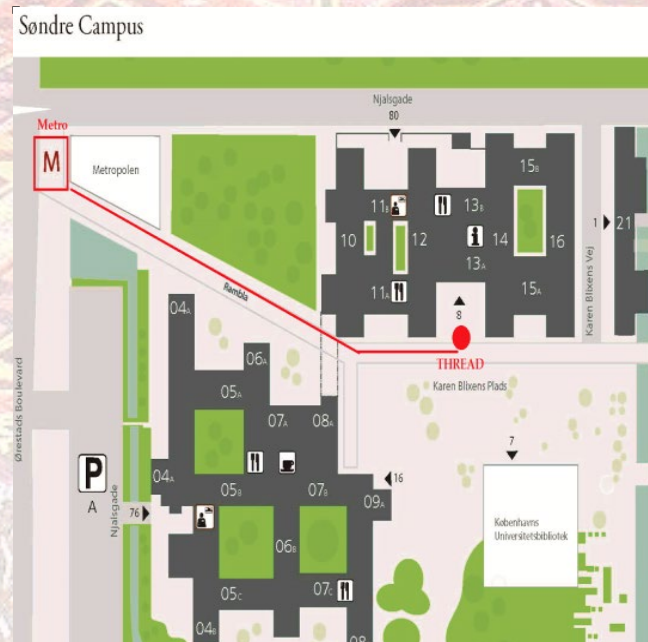 Søndre Campus
Njalsgade
80
Metro
M
Metropolen
15B
11B
13B
1
21
10
12
14
16
13A
11A
15A
8
Rambla
Karen Blixens Vej
04A
THREAD
06A
Karen Blixens Plads
05A
07A
08A
Ørestads Boulevard
7
P
A
04A
16
05B
07B
09A
Njalsgade
76
Københavns
Universitetsbibliotek
06B
05C
07C
04B
08